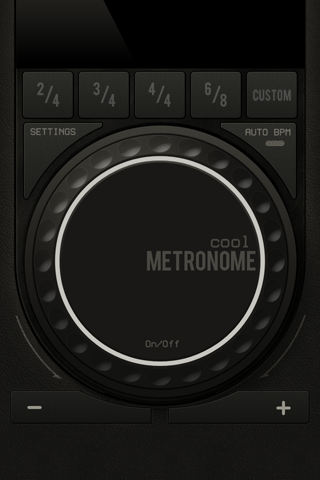 2/4 3/4 4/4 6/8 CUSTOM
SETTINGS AUTO BPM
cool
METRONOME
On/Off
− +